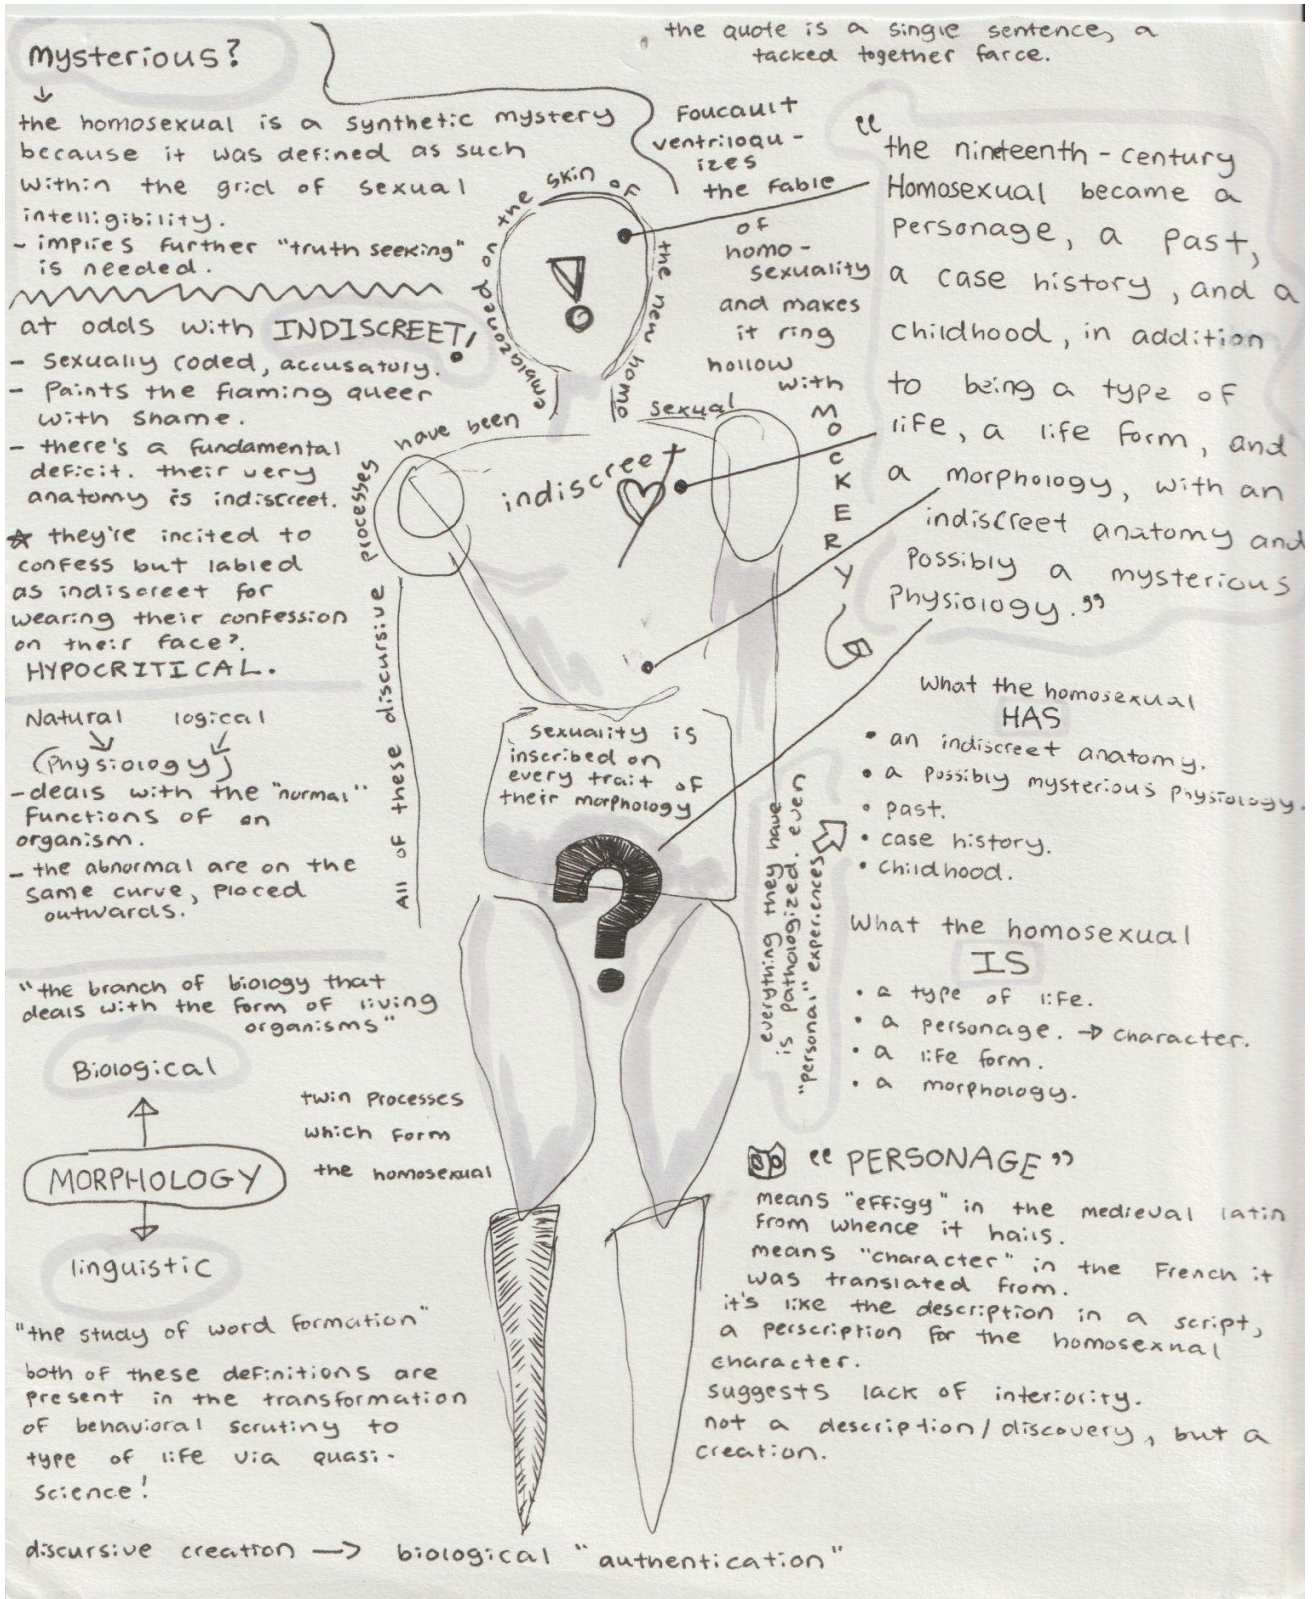 mysterious?
the homosexual is a synthetic mystery
because it was defined as such
within the grid of sexual
intelligibility.
- implies further "truth seeking"
is needed.
at odds with INDISCREET!
- sexually coded, accusatory.
- paints the flaming queer
with shame.
- there's a fundamental
deficit. their very
anatomy is indiscreet.
☆ they're incited to
confess but labled
as indiscreet for
wearing their confession
on their face?
HYPOCRITICAL.
Natural logical
(Physiology)
- deals with the "normal"
functions of an
organism.
- the abnormal are on the
same curve, placed
outwards.
"the branch of biology that
deals with the form of living
organisms"
Biological
MORPHOLOGY
linguistic
twin processes
which form
the homosexual
"the study of word formation"
both of these definitions are
present in the transformation
of behavioral scrutiny to
type of life via quasi-
science!
discursive creation → biological "authentication"
All of these discursive processes have been emblazoned on the skin of the new homo sexual
!
indiscreet
sexuality is
inscribed on
every trait of
their morphology
?
the quote is a single sentence, a
tacked together farce.
Foucault
ventriloqu-
izes
the fable
of
homo-
sexuality
and makes
it ring
hollow
with
MOCKERY
"the nineteenth-century
Homosexual became a
personage, a past,
a case history, and a
childhood, in addition
to being a type of
life, a life form, and
a morphology, with an
indiscreet anatomy and
possibly a mysterious
physiology."
What the homosexual
HAS
• an indiscreet anatomy.
• a possibly mysterious physiology.
• past.
• case history.
• childhood.
everything they have
is pathologized. even
"personal" experiences
What the homosexual
IS
• a type of life.
• a personage. → character.
• a life form.
• a morphology.
"PERSONAGE"
means "effigy" in the medieval latin
from whence it hails.
means "character" in the French it
was translated from.
it's like the description in a script,
a perscription for the homosexual
character.
suggests lack of interiority.
not a description/discovery, but a
creation.